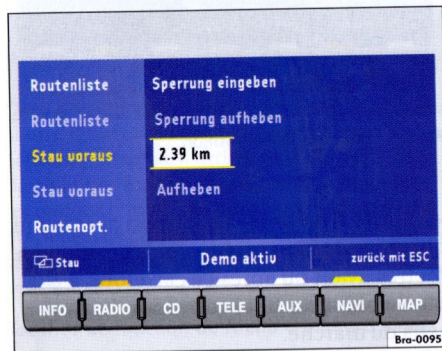 Routenliste Sperrung eingeben
Routenliste Sperrung aufheben
Stau voraus 2.39 km
Stau voraus Aufheben
Routenopt.
Stau Demo aktiv zurück mit ESC
INFO RADIO CD TELE AUX NAVI MAP
Bra-0095